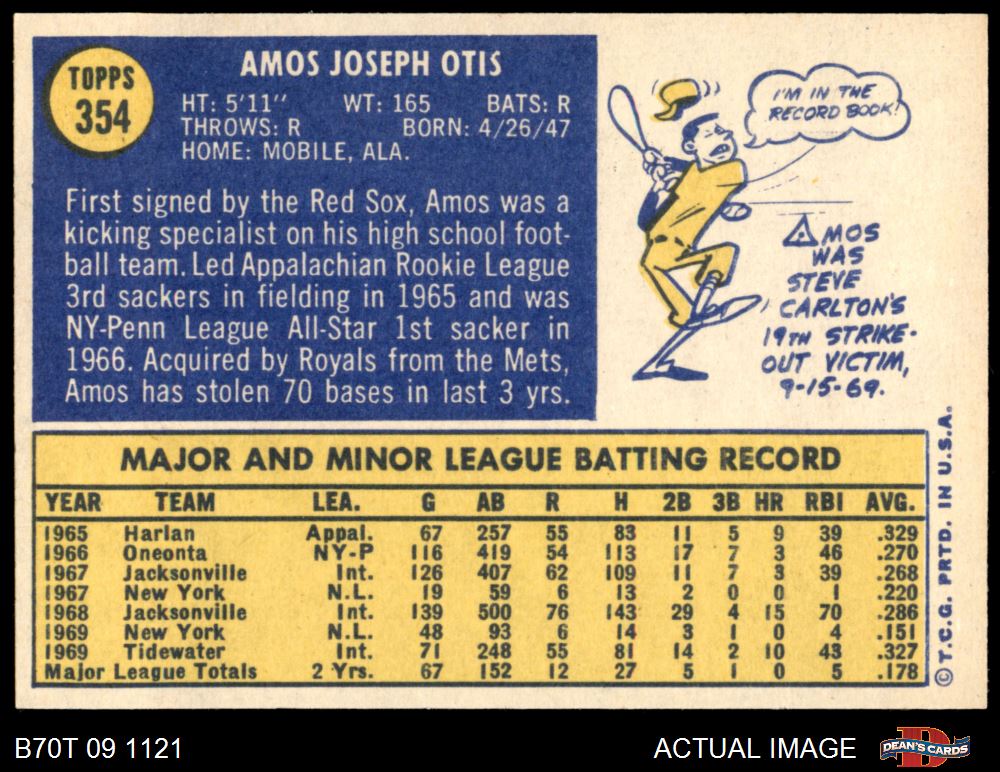 TOPPS
354
AMOS JOSEPH OTIS
HT: 5'11" WT: 165 BATS: R
THROWS: R BORN: 4/26/47
HOME: MOBILE, ALA.
First signed by the Red Sox, Amos was a
kicking specialist on his high school foot-
ball team. Led Appalachian Rookie League
3rd sackers in fielding in 1965 and was
NY-Penn League All-Star 1st sacker in
1966. Acquired by Royals from the Mets,
Amos has stolen 70 bases in last 3 yrs.
I'M IN THE
RECORD BOOK!
AMOS
WAS
STEVE
CARLTON'S
19TH STRIKE-
OUT VICTIM,
9-15-69.
MAJOR AND MINOR LEAGUE BATTING RECORD
YEAR TEAM LEA. G AB R H 2B 3B HR RBI AVG.
1965 Harlan Appal. 67 257 55 83 11 5 9 39 .329
1966 Oneonta NY-P 116 419 54 113 17 7 3 46 .270
1967 Jacksonville Int. 126 407 62 109 11 7 3 39 .268
1967 New York N.L. 19 59 6 13 2 0 0 1 .220
1968 Jacksonville Int. 139 500 76 143 29 4 15 70 .286
1969 New York N.L. 48 93 6 14 3 1 0 4 .151
1969 Tidewater Int. 71 248 55 81 14 2 10 43 .327
Major League Totals 2 Yrs. 67 152 12 27 5 1 0 5 .178
©T.C.G. PRTD. IN U.S.A.
B70T 09 1121
ACTUAL IMAGE
D
DEAN'S CARDS